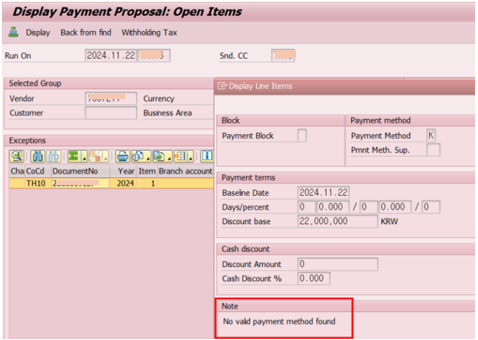 Display Payment Proposal: Open Items
Display Back from find Withholding Tax
Run On 2024.11.22 Snd. CC
Selected Group
Vendor Currency
Customer Business Area
Exceptions
Cha CoCd DocumentNo Year Item Branch account
TH10 2024 1
Display Line Items
Block
Payment Block
Payment method
Payment Method K
Pmnt Meth. Sup.
Payment terms
Baseline Date 2024.11.22
Days/percent 0 0.000 / 0 0.000 / 0
Discount base 22,000,000 KRW
Cash discount
Discount Amount 0
Cash Discount % 0.000
Note
No valid payment method found